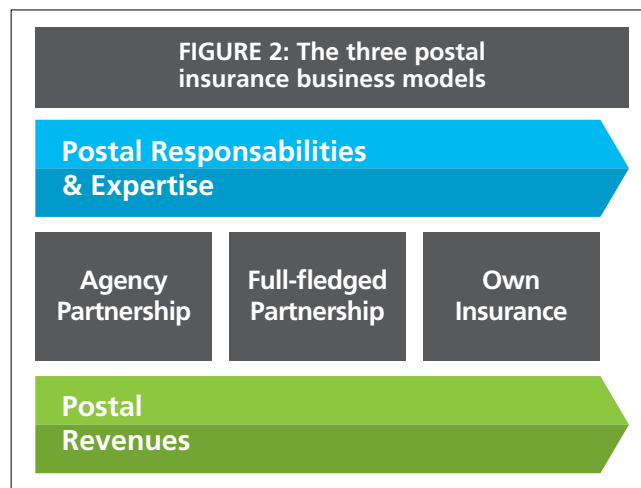 FIGURE 2: The three postal
insurance business models
Postal Responsabilities
& Expertise
Agency
Partnership
Full-fledged
Partnership
Own
Insurance
Postal
Revenues